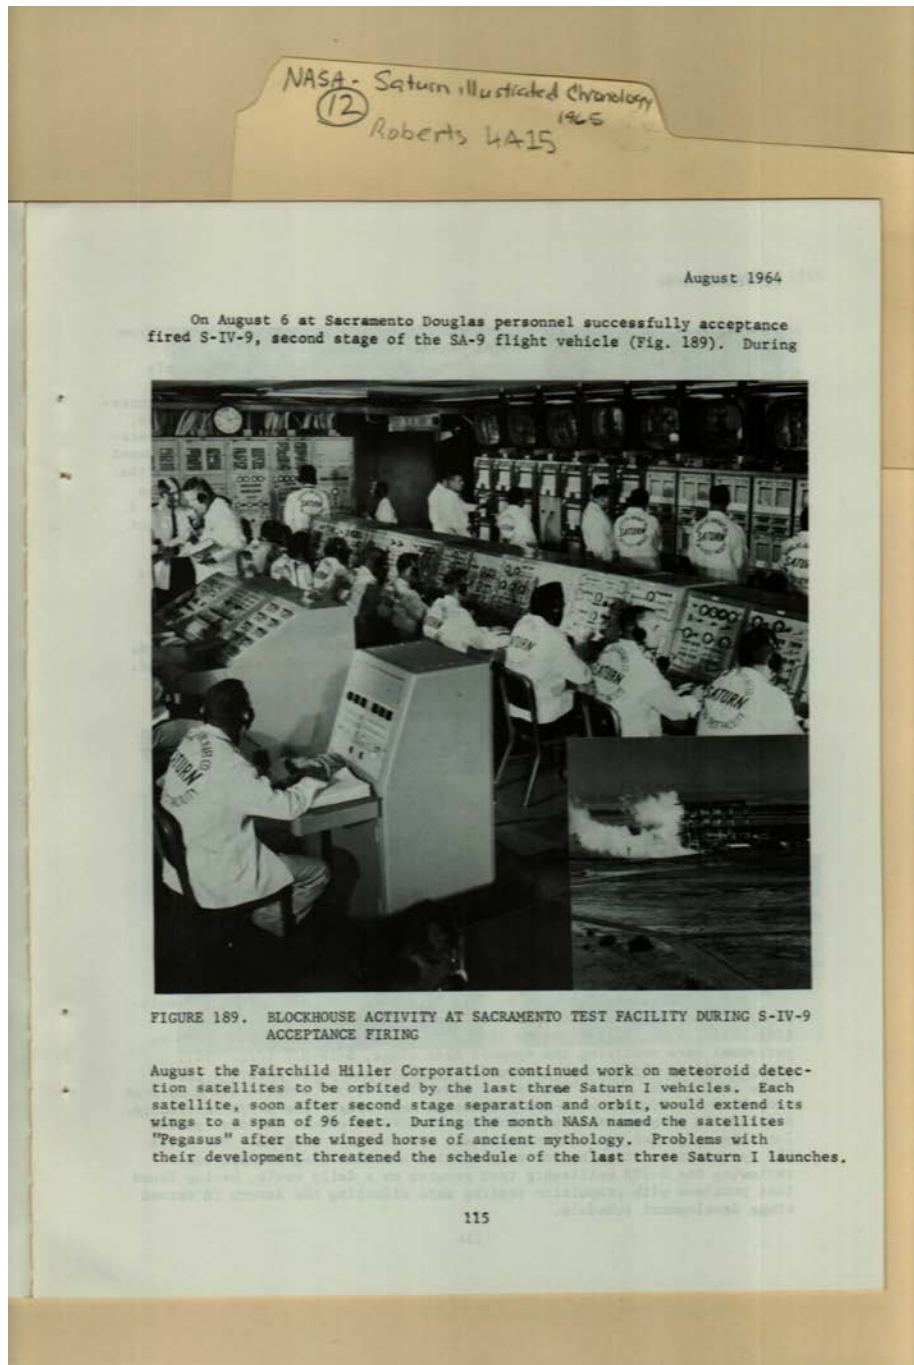 NASA - Saturn illustrated Chronology
12
1965
Roberts 4A15
August 1964
On August 6 at Sacramento Douglas personnel successfully acceptance
fired S-IV-9, second stage of the SA-9 flight vehicle (Fig. 189). During
SATURN
SATURN
SATURN
SATURN
SATURN
FIGURE 189. BLOCKHOUSE ACTIVITY AT SACRAMENTO TEST FACILITY DURING S-IV-9
ACCEPTANCE FIRING
August the Fairchild Hiller Corporation continued work on meteoroid detec-
tion satellites to be orbited by the last three Saturn I vehicles. Each
satellite, soon after second stage separation and orbit, would extend its
wings to a span of 96 feet. During the month NASA named the satellites
"Pegasus" after the winged horse of ancient mythology. Problems with
their development threatened the schedule of the last three Saturn I launches.
115